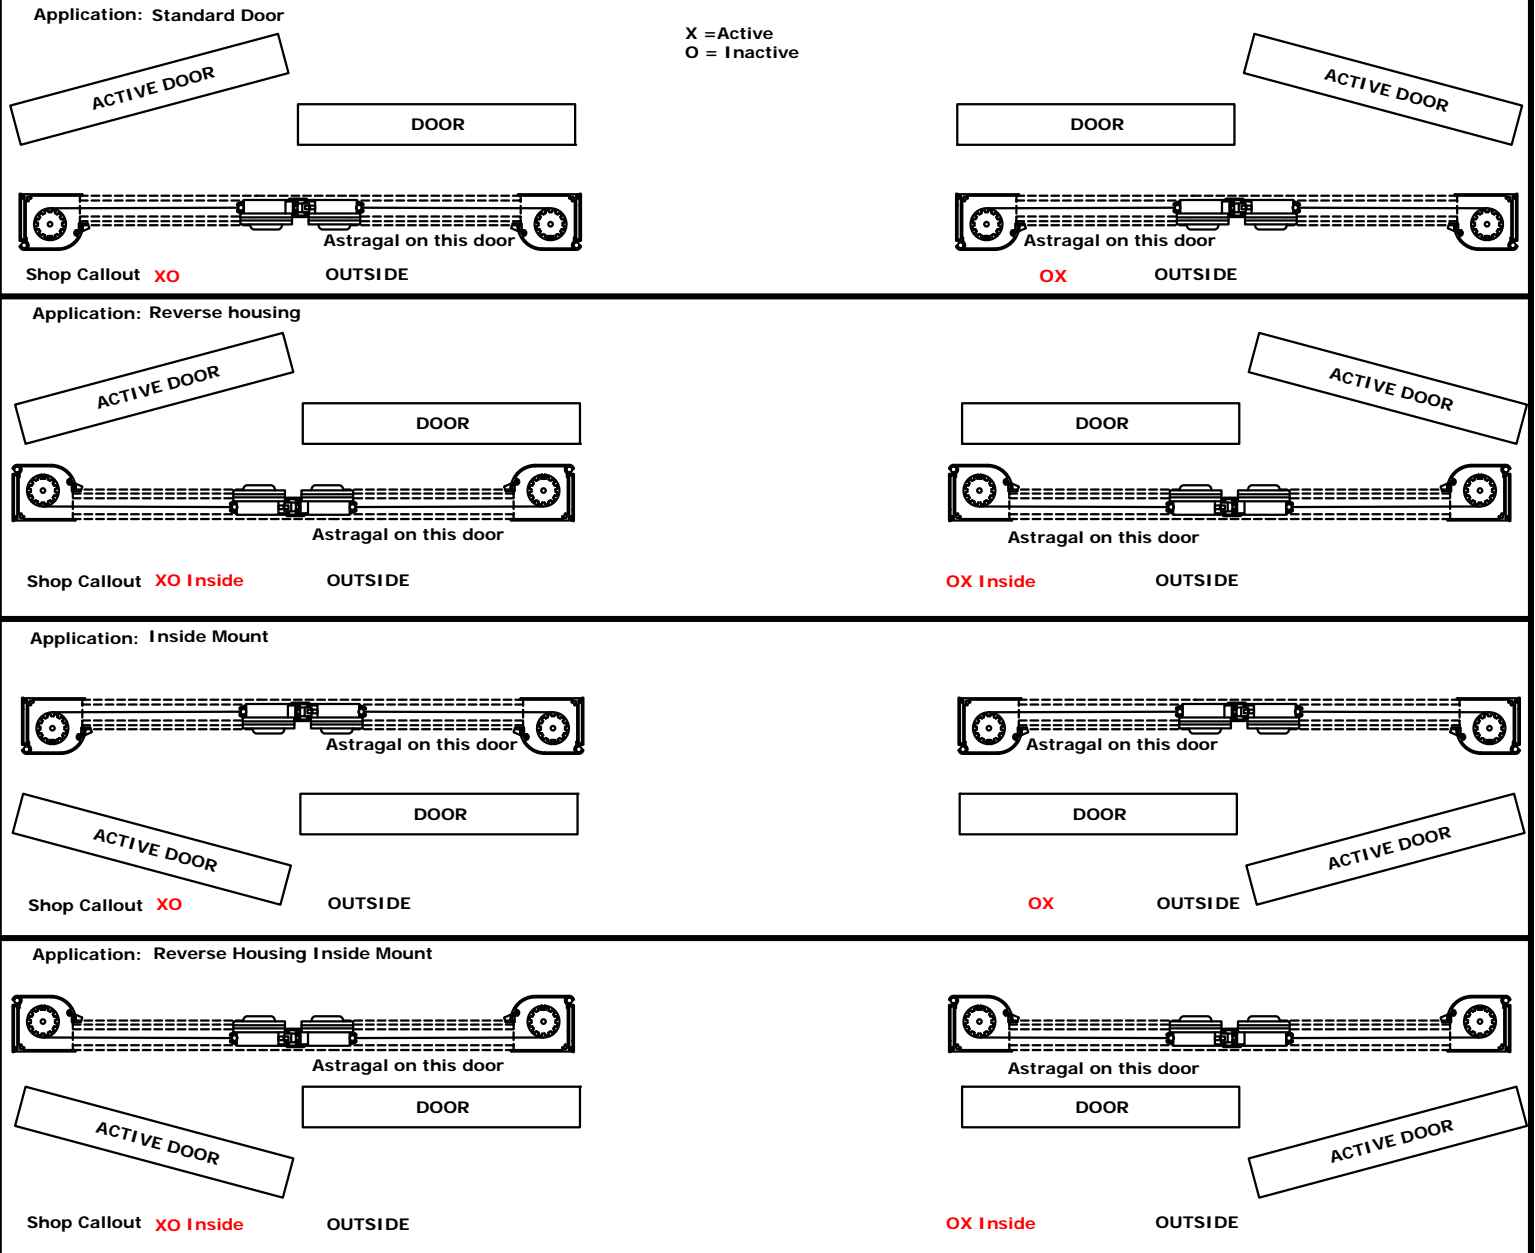 Application: Standard Door
X =Active
O = Inactive
ACTIVE DOOR
DOOR
DOOR
ACTIVE DOOR
Astragal on this door
Astragal on this door
Shop Callout XO OUTSIDE
OX OUTSIDE
Application: Reverse housing
ACTIVE DOOR
DOOR
DOOR
ACTIVE DOOR
Astragal on this door
Astragal on this door
Shop Callout XO Inside OUTSIDE
OX Inside OUTSIDE
Application: Inside Mount
Astragal on this door
Astragal on this door
ACTIVE DOOR
DOOR
DOOR
ACTIVE DOOR
Shop Callout XO OUTSIDE
OX OUTSIDE
Application: Reverse Housing Inside Mount
Astragal on this door
Astragal on this door
ACTIVE DOOR
DOOR
DOOR
ACTIVE DOOR
Shop Callout XO Inside OUTSIDE
OX Inside OUTSIDE